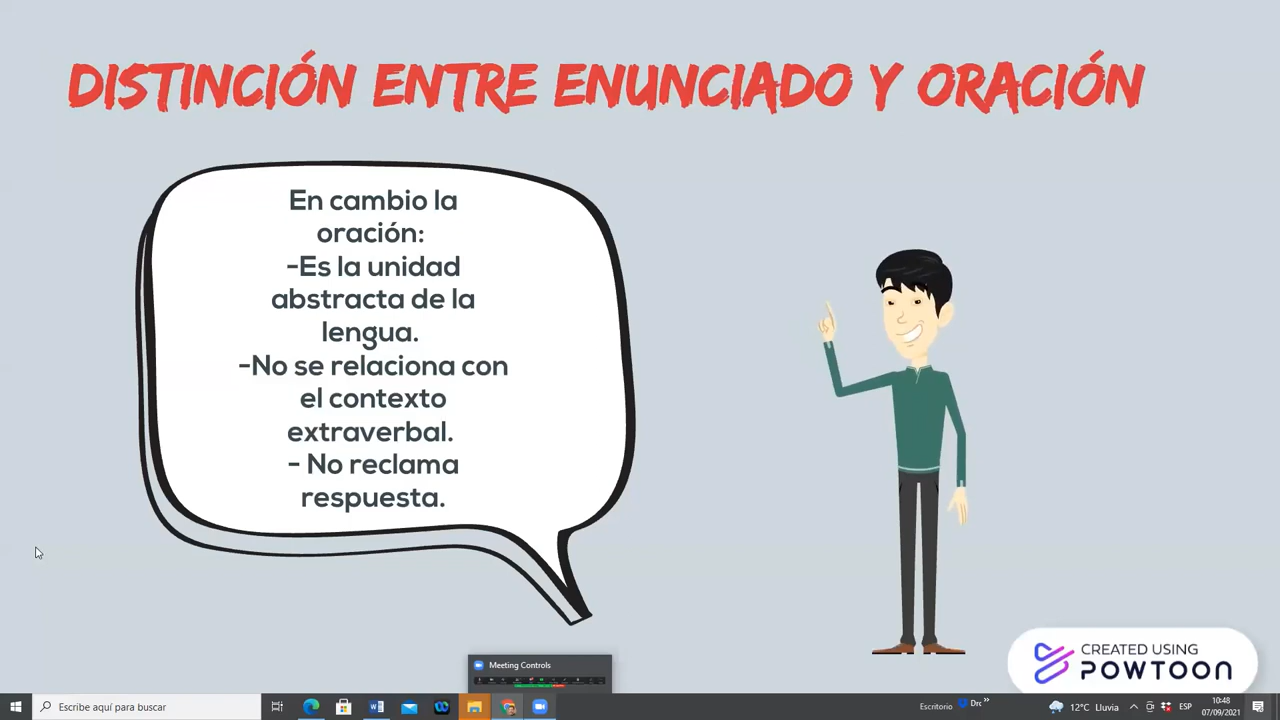 DISTINCIÓN ENTRE ENUNCIADO Y ORACIÓN
En cambio la
oración:
-Es la unidad
abstracta de la
lengua.
-No se relaciona con
el contexto
extraverbal.
- No reclama
respuesta.
CREATED USING
POWTOON
Meeting Controls
Escribe aquí para buscar
Escritorio
Dro
12°C Lluvia
ESP
10:48
07/09/2021